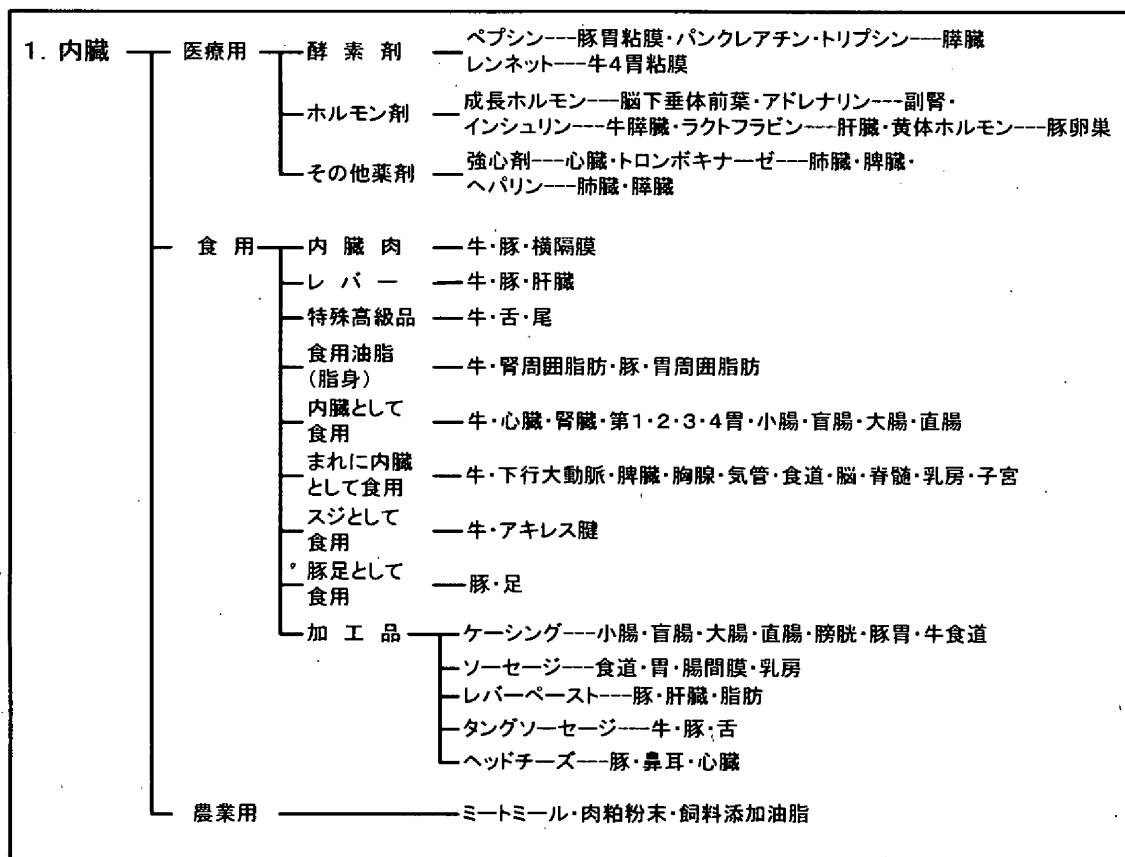 1. 内臓 医療用 酵素剤 ペプシン---豚胃粘膜・パンクレアチン・トリプシン---膵臓
レンネット---牛4胃粘膜
ホルモン剤 成長ホルモン---脳下垂体前葉・アドレナリン---副腎・
インシュリン---牛膵臓・ラクトフラビン---肝臓・黄体ホルモン---豚卵巣
その他薬剤 強心剤---心臓・トロンボキナーゼ---肺臓・脾臓・
ヘパリン---肺臓・膵臓
食用 内臓肉 牛・豚・横隔膜
レバー 牛・豚・肝臓
特殊高級品 牛・舌・尾
食用油脂
(脂身) 牛・腎周囲脂肪・豚・胃周囲脂肪
内臓として
食用 牛・心臓・腎臓・第1・2・3・4胃・小腸・盲腸・大腸・直腸
まれに内臓
として食用 牛・下行大動脈・脾臓・胸腺・気管・食道・脳・脊髄・乳房・子宮
スジとして
食用 牛・アキレス腱
豚足として
食用 豚・足
加工品 ケーシング---小腸・盲腸・大腸・直腸・膀胱・豚胃・牛食道
ソーセージ---食道・胃・腸間膜・乳房
レバーペースト---豚・肝臓・脂肪
タングソーセージ---牛・豚・舌
ヘッドチーズ---豚・鼻耳・心臓
農業用 ミートミール・肉粕粉末・飼料添加油脂